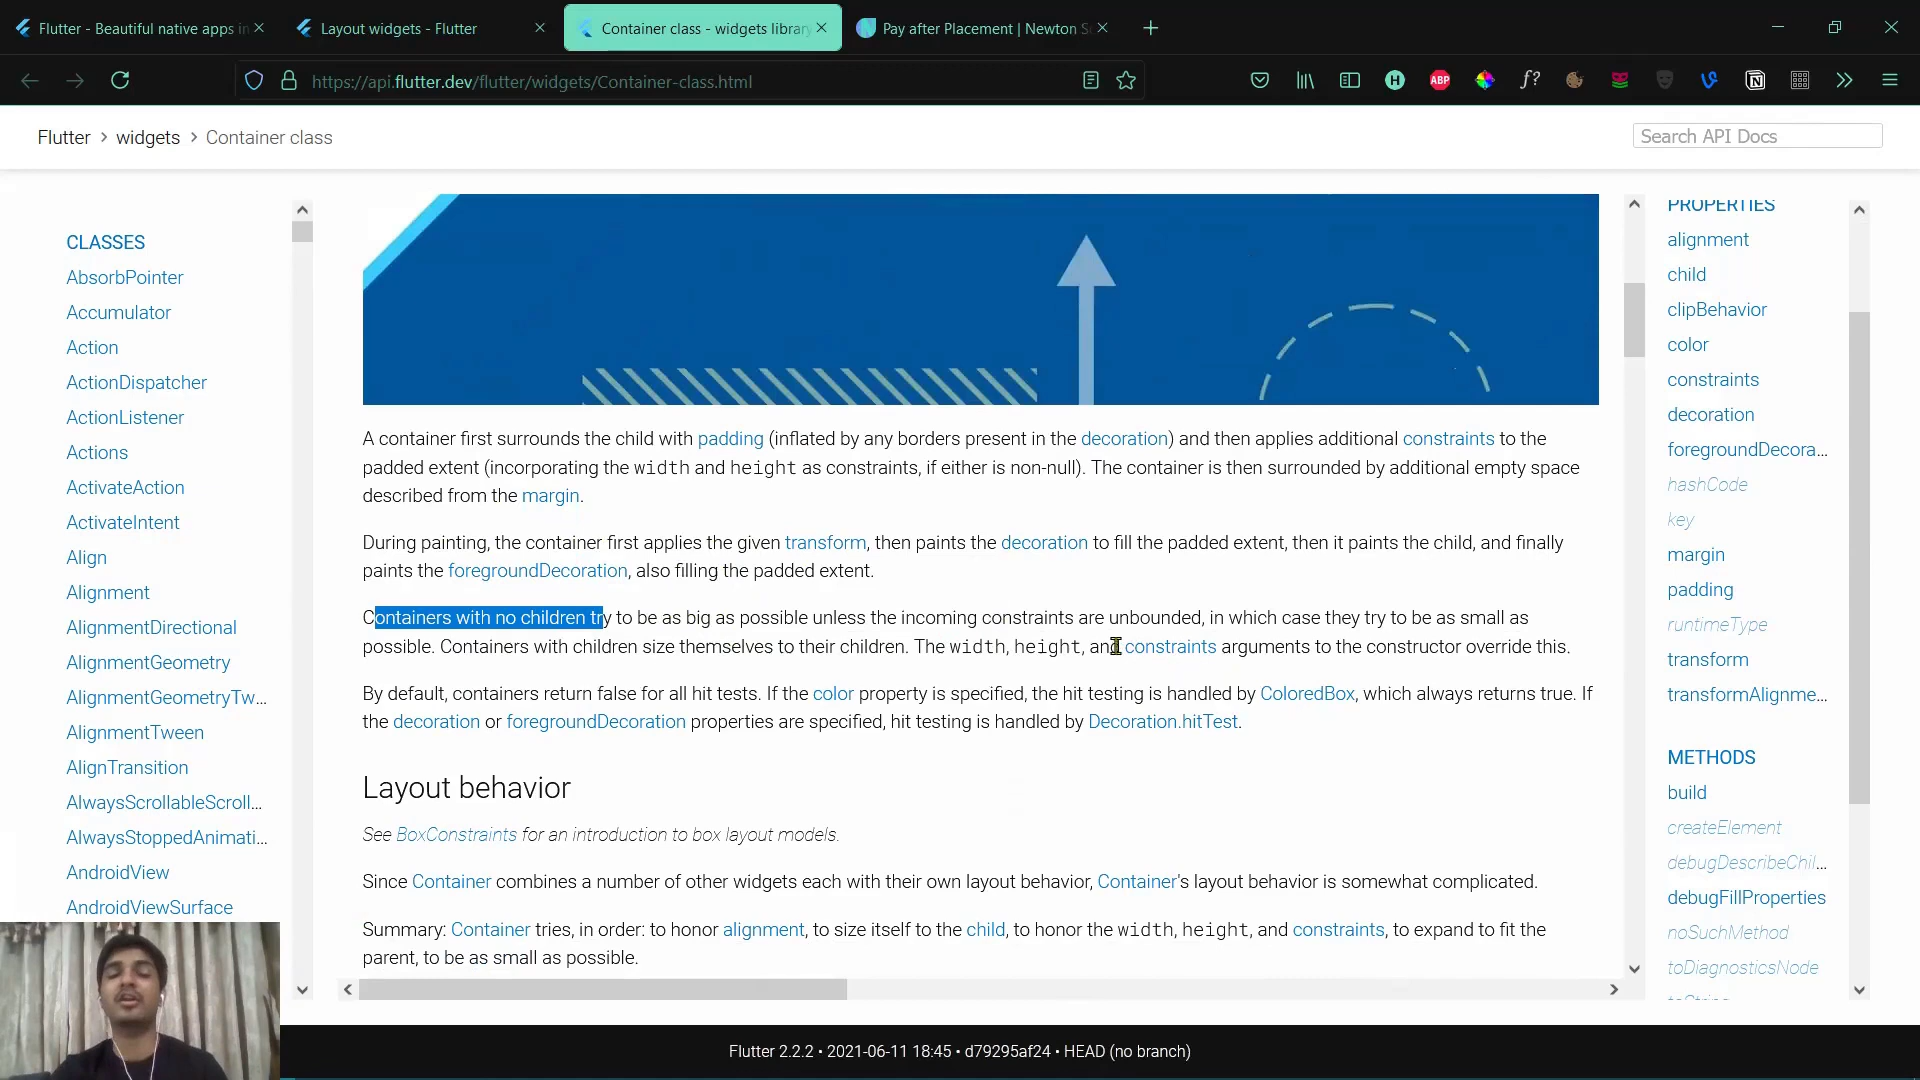 Flutter - Beautiful native apps in
Layout widgets - Flutter
Container class - widgets library
Pay after Placement | Newton Sc
https://api.flutter.dev/flutter/widgets/Container-class.html
ABP
f?
Flutter > widgets > Container class
Search API Docs
CLASSES
AbsorbPointer
Accumulator
Action
ActionDispatcher
ActionListener
Actions
ActivateAction
ActivateIntent
Align
Alignment
AlignmentDirectional
AlignmentGeometry
AlignmentGeometryTw...
AlignmentTween
AlignTransition
AlwaysScrollableScroll...
AlwaysStoppedAnimati...
AndroidView
AndroidViewSurface
A container first surrounds the child with padding (inflated by any borders present in the decoration) and then applies additional constraints to the
padded extent (incorporating the width and height as constraints, if either is non-null). The container is then surrounded by additional empty space
described from the margin.
During painting, the container first applies the given transform, then paints the decoration to fill the padded extent, then it paints the child, and finally
paints the foregroundDecoration, also filling the padded extent.
Containers with no children try to be as big as possible unless the incoming constraints are unbounded, in which case they try to be as small as
possible. Containers with children size themselves to their children. The width, height, and constraints arguments to the constructor override this.
By default, containers return false for all hit tests. If the color property is specified, the hit testing is handled by ColoredBox, which always returns true. If
the decoration or foregroundDecoration properties are specified, hit testing is handled by Decoration.hitTest.
Layout behavior
See BoxConstraints for an introduction to box layout models.
Since Container combines a number of other widgets each with their own layout behavior, Container's layout behavior is somewhat complicated.
Summary: Container tries, in order: to honor alignment, to size itself to the child, to honor the width, height, and constraints, to expand to fit the
parent, to be as small as possible.
PROPERTIES
alignment
child
clipBehavior
color
constraints
decoration
foregroundDecora...
hashCode
key
margin
padding
runtimeType
transform
transformAlignme...
METHODS
build
createElement
debugDescribeChil...
debugFillProperties
noSuchMethod
toDiagnosticsNode
Flutter 2.2.2 • 2021-06-11 18:45 • d79295af24 • HEAD (no branch)